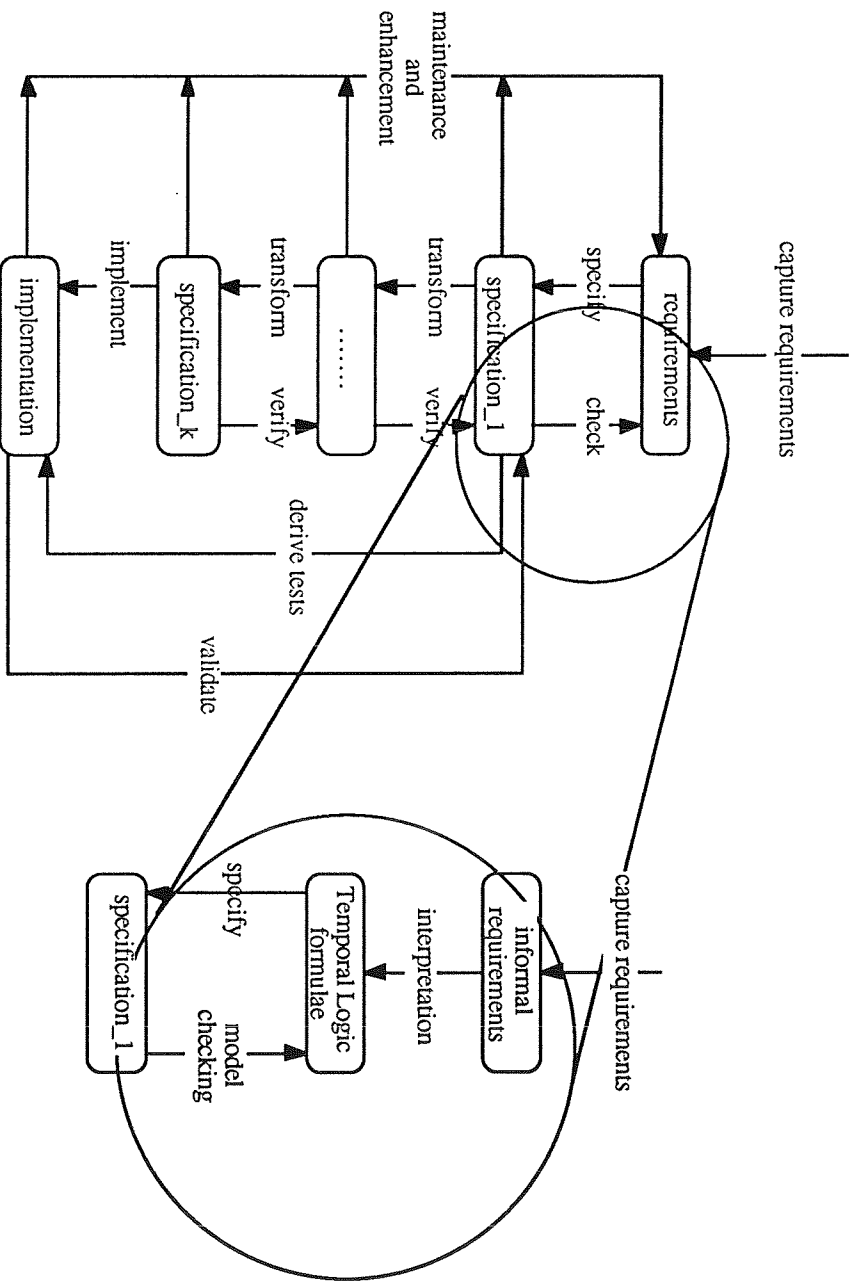 capture requirements
requirements
specify
check
maintenance
and
enhancement
specification_1
transform
verify
.......
transform
verify
specification_k
implement
implementation
derive tests
validate
capture requirements
informal
requirements
interpretation
Temporal Logic
formulae
specify
model
checking
specification_1